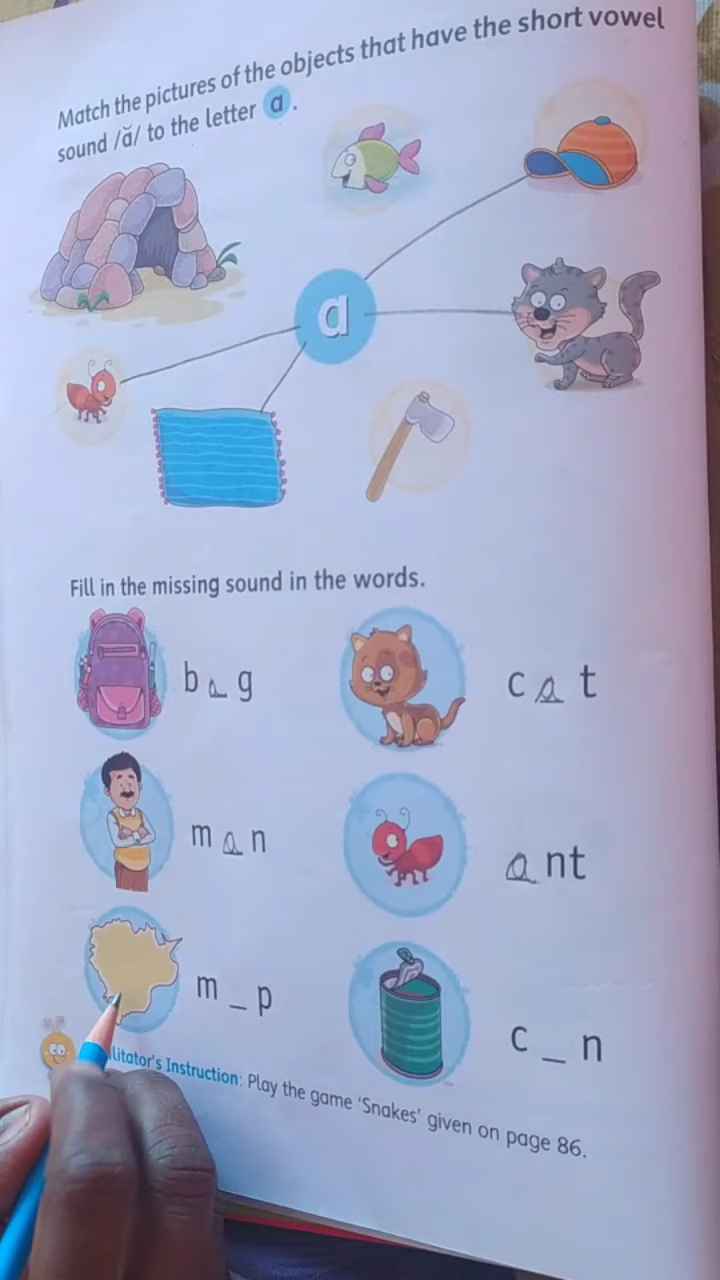 Match the pictures of the objects that have the short vowel
sound /ă/ to the letter a.
a
Fill in the missing sound in the words.
b a g
c a t
m a n
a nt
m _ p
c _ n
litator's Instruction: Play the game 'Snakes' given on page 86.